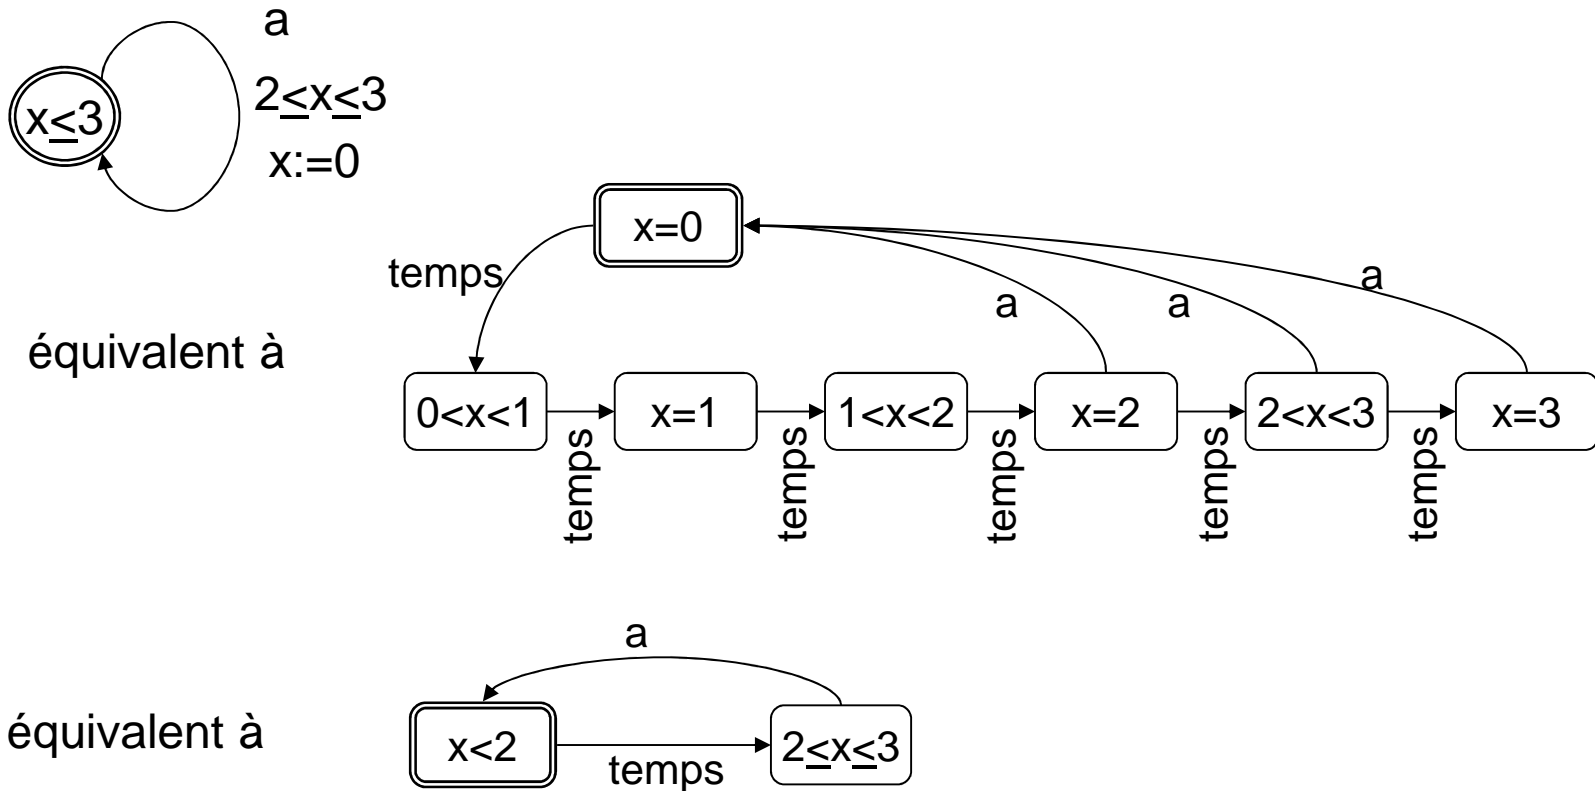 a
x≤3
2≤x≤3
x:=0
x=0
temps
a
a
a
équivalent à
0<x<1
x=1
1<x<2
x=2
2<x<3
x=3
temps
temps
temps
temps
temps
a
équivalent à
x<2
2≤x≤3
temps